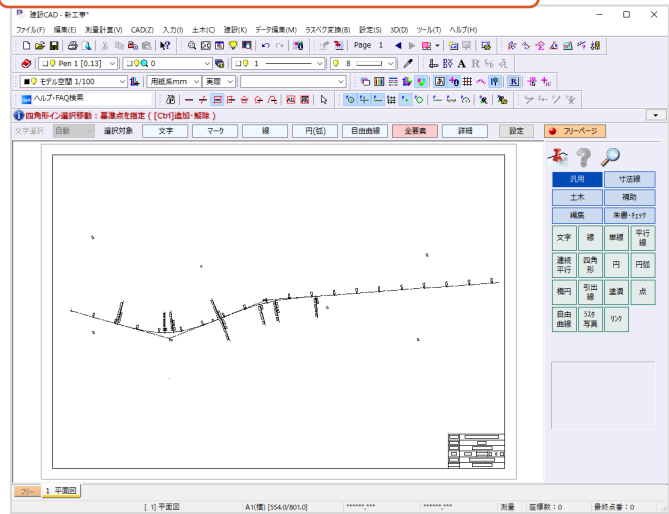 建設CAD - 新工事*
ファイル(F) 編集(E) 測量計算(V) CAD(Z) 入力(I) 土木(C) 建設(K) データ編集(M) ラスベク変換(B) 設定(S) 3D(D) ツール(T) ヘルプ(H)
Page 1
Pen 1 [0.13] 0 1 8
モデル空間 1/100 用紙系mm 実際
ヘルプ・FAQ検索
四角形イン選択移動:基準点を指定 ( [Ctrl]追加・解除 )
文字選択 自動 選択対象 文字 マーク 線 円(弧) 自由曲線 全要素 詳細 設定 フリーページ
汎用 寸法線
土木 補助
編集 朱書・チェック
文字 線 単線 平行線
連続平行 四角形 円 円弧
楕円 引出線 塗潰 点
自由曲線 ラスタ写真 リンク
フリー 1 平面図
[ 1] 平面図 A1(横) [554.0/801.0] ******.*** ******.*** 測量 座標数:0 最終点番:0